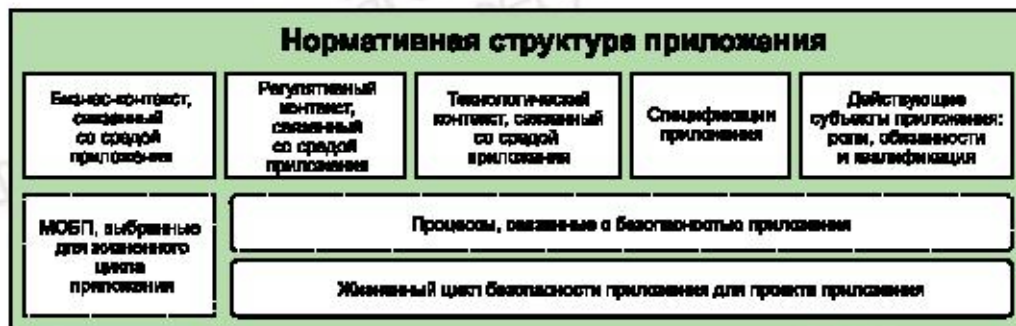 Нормативная структура приложения
Бизнес-контекст,
связанный
со средой
приложения
Регулятивный
контекст,
связанный
со средой
приложения
Технологический
контекст, связанный
со средой
приложения
Спецификации
приложения
Действующие
субъекты приложения:
роли, обязанности
и квалификация
МОБП, выбранные
для жизненного
цикла
приложения
Процессы, связанные с безопасностью приложения
Жизненный цикл безопасности приложения для проекта приложения